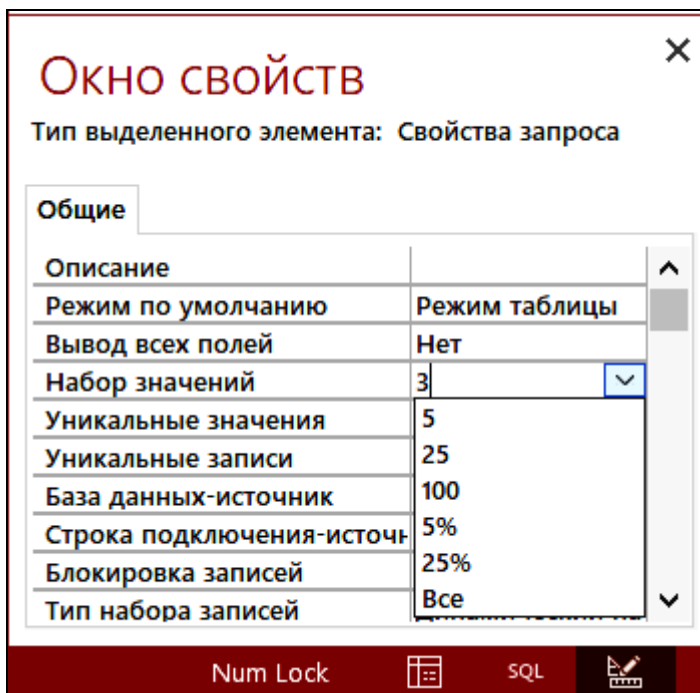 Окно свойств
Тип выделенного элемента: Свойства запроса
Общие
Описание
Режим по умолчанию Режим таблицы
Вывод всех полей Нет
Набор значений 3
Уникальные значения 5
Уникальные записи 25
База данных-источник 100
Строка подключения-источн 5%
Блокировка записей 25%
Тип набора записей Все
Num Lock SQL